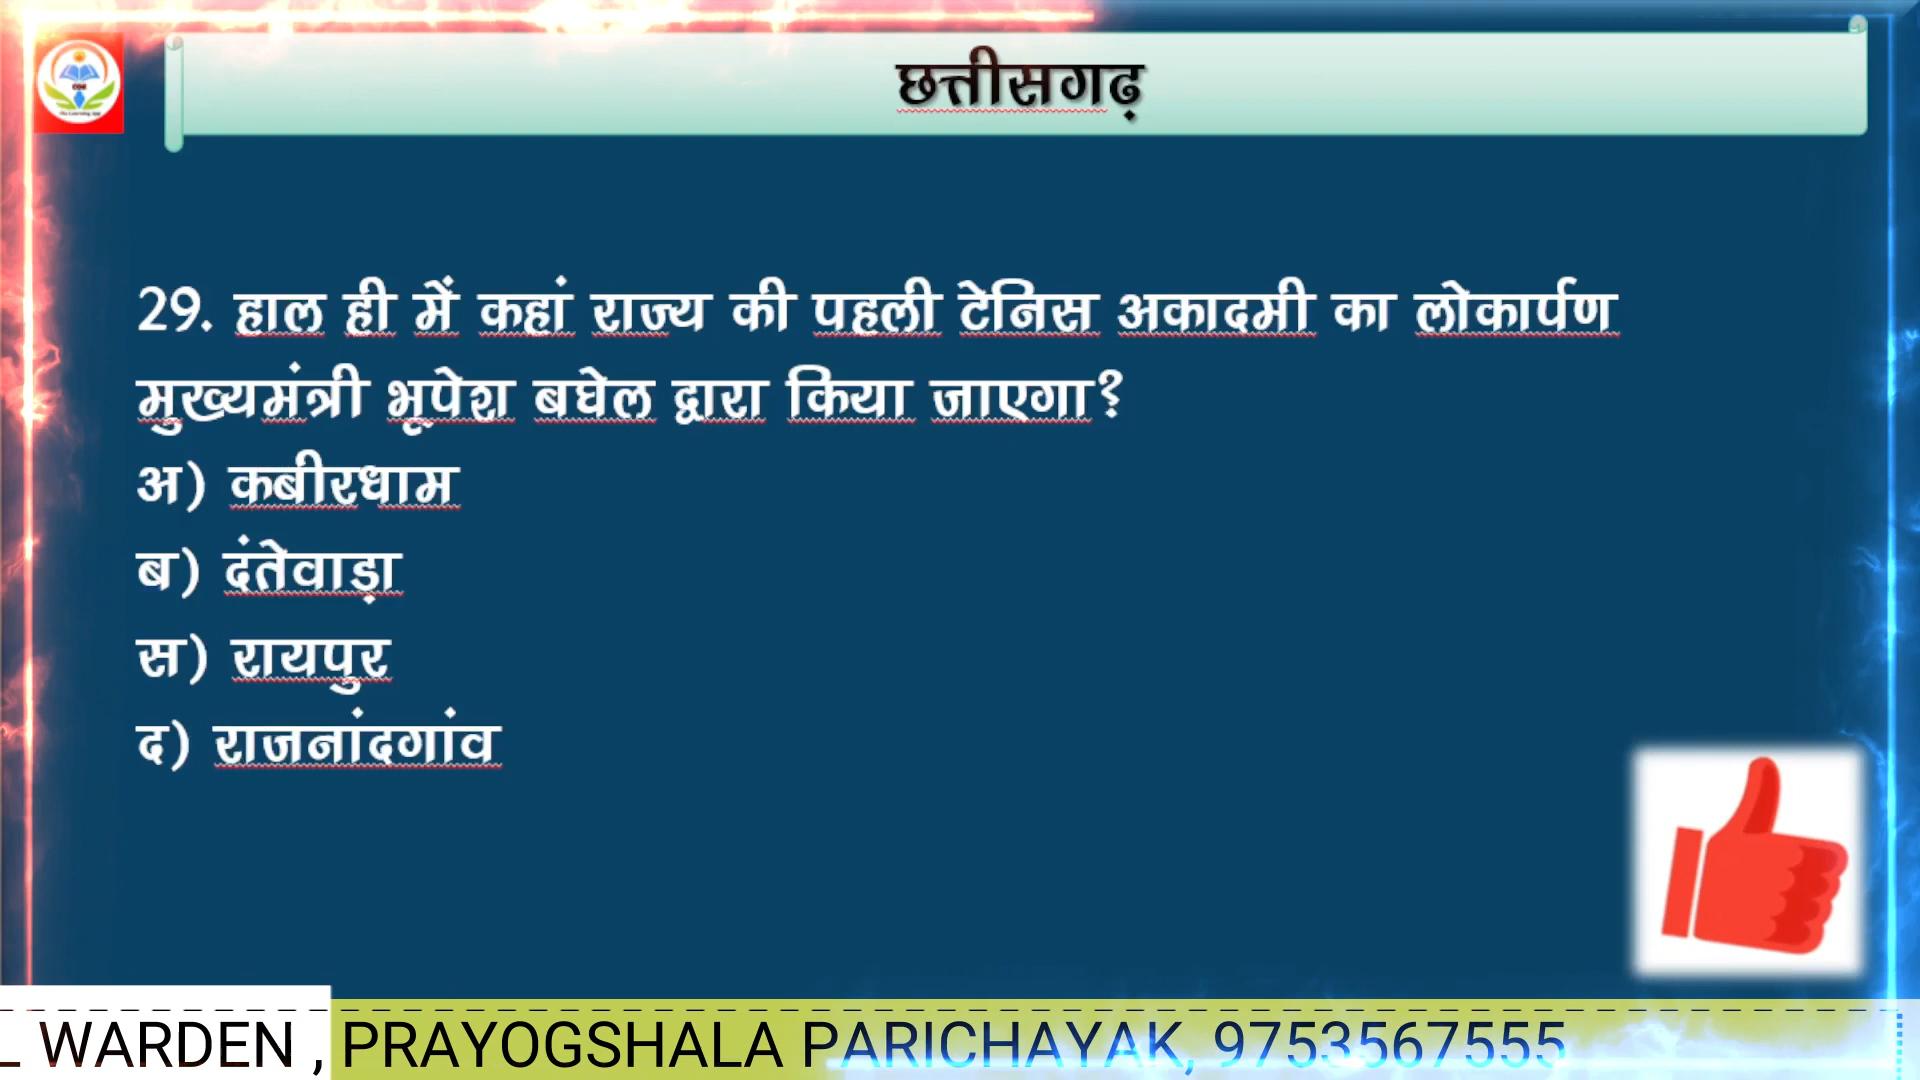 छत्तीसगढ़
29. हाल ही में कहां राज्य की पहली टेनिस अकादमी का लोकार्पण
मुख्यमंत्री भूपेश बघेल द्वारा किया जाएगा?
अ) कबीरधाम
ब) दंतेवाड़ा
स) रायपुर
द) राजनांदगांव
L WARDEN , PRAYOGSHALA PARICHAYAK, 9753567555